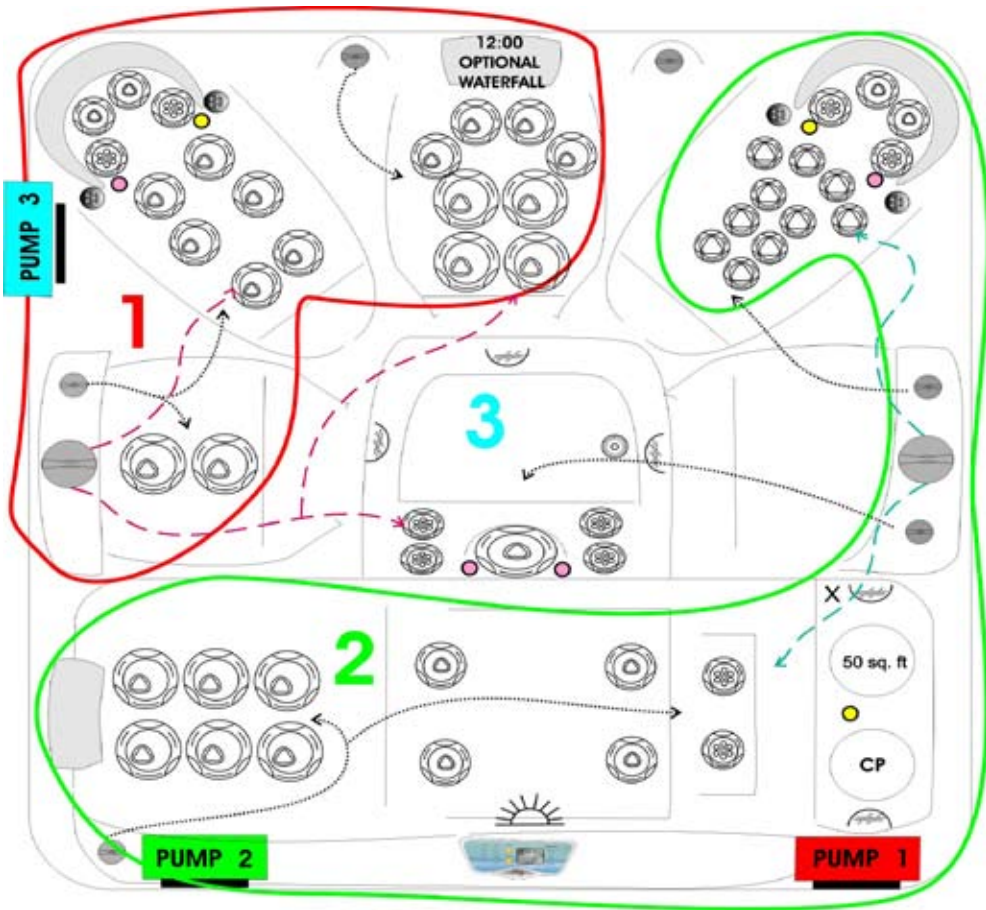 12:00
OPTIONAL
WATERFALL
PUMP 3
1
3
2
X
50 sq. ft
CP
PUMP 2
PUMP 1